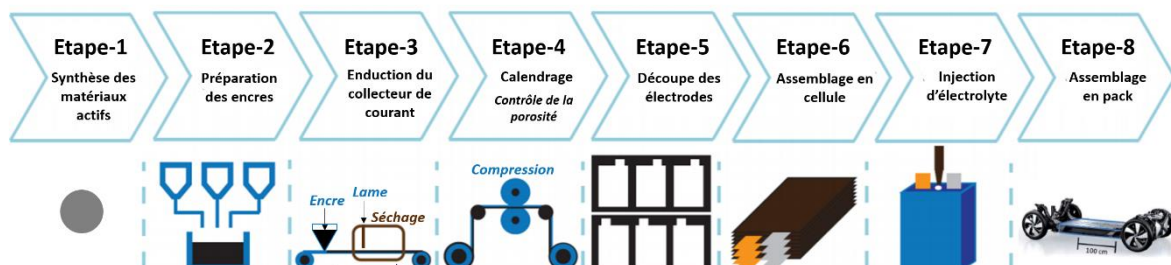 Etape-1
Synthèse des
matériaux
actifs
Etape-2
Préparation
des encres
Etape-3
Enduction du
collecteur de
courant
Etape-4
Calendrage
Contrôle de la
porosité
Etape-5
Découpe des
électrodes
Etape-6
Assemblage en
cellule
Etape-7
Injection
d'électrolyte
Etape-8
Assemblage
en pack
Encre
Lame
Séchage
Compression
100 cm